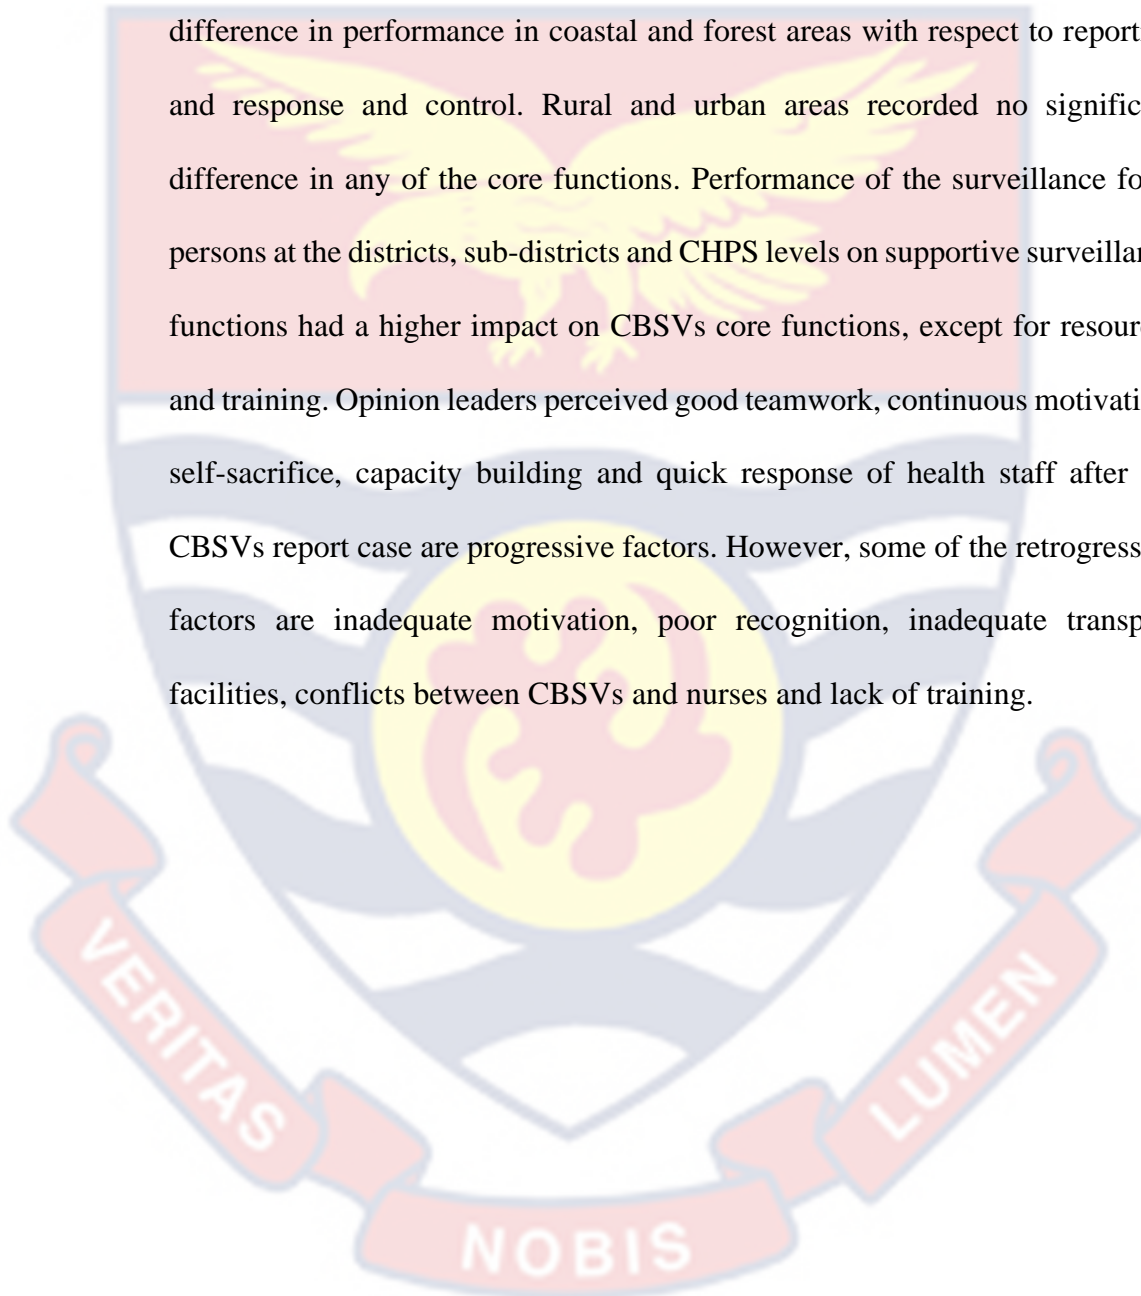 difference in performance in coastal and forest areas with respect to report
and response and control. Rural and urban areas recorded no signific
difference in any of the core functions. Performance of the surveillance fo
persons at the districts, sub-districts and CHPS levels on supportive surveillan
functions had a higher impact on CBSVs core functions, except for resour
and training. Opinion leaders perceived good teamwork, continuous motivati
self-sacrifice, capacity building and quick response of health staff after
CBSVs report case are progressive factors. However, some of the retrogress
factors are inadequate motivation, poor recognition, inadequate transp
facilities, conflicts between CBSVs and nurses and lack of training.
VERITAS
NOBIS
LUMEN